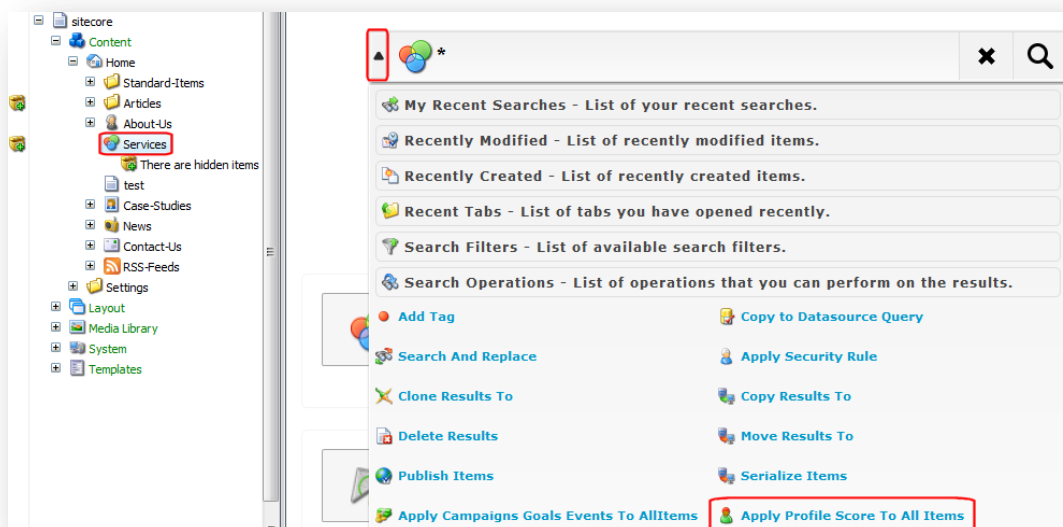 sitecore
Content
Home
Standard-Items
Articles
About-Us
Services
There are hidden items
test
Case-Studies
News
Contact-Us
RSS-Feeds
Settings
Layout
Media Library
System
Templates
*
My Recent Searches - List of your recent searches.
Recently Modified - List of recently modified items.
Recently Created - List of recently created items.
Recent Tabs - List of tabs you have opened recently.
Search Filters - List of available search filters.
Search Operations - List of operations that you can perform on the results.
Add Tag
Copy to Datasource Query
Search And Replace
Apply Security Rule
Clone Results To
Copy Results To
Delete Results
Move Results To
Publish Items
Serialize Items
Apply Campaigns Goals Events To AllItems
Apply Profile Score To All Items